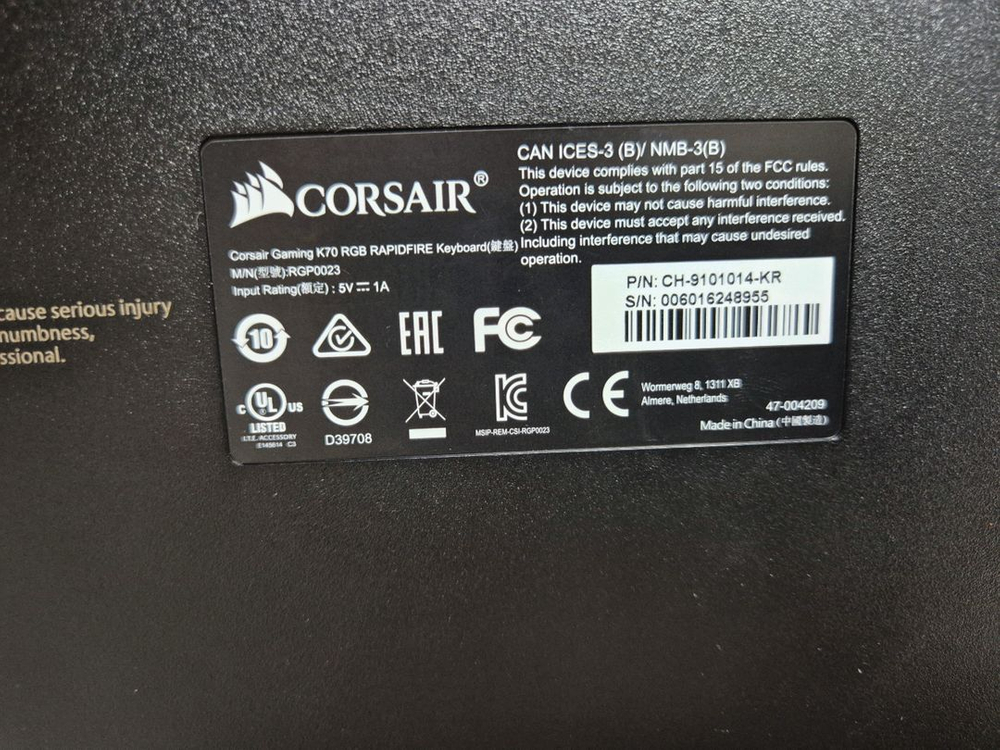 cause serious injury
numbness,
ssional.
CORSAIR®
Corsair Gaming K70 RGB RAPIDFIRE Keyboard(鍵盤)
M/N(型號):RGP0023
Input Rating(額定) : 5V ⎓ 1A
CAN ICES-3 (B)/ NMB-3(B)
This device complies with part 15 of the FCC rules.
Operation is subject to the following two conditions:
(1) This device may not cause harmful interference.
(2) This device must accept any interference received.
Including interference that may cause undesired
operation.
P/N: CH-9101014-KR
S/N: 006016248955
10
EAC
FC
C UL US
LISTED
I.T.E. ACCESSORY
E145614 C3
D39708
MSIP-REM-CSI-RGP0023
CE
Wormerweg 8, 1311 XB
Almere, Netherlands
47-004209
Made in China (中國製造)